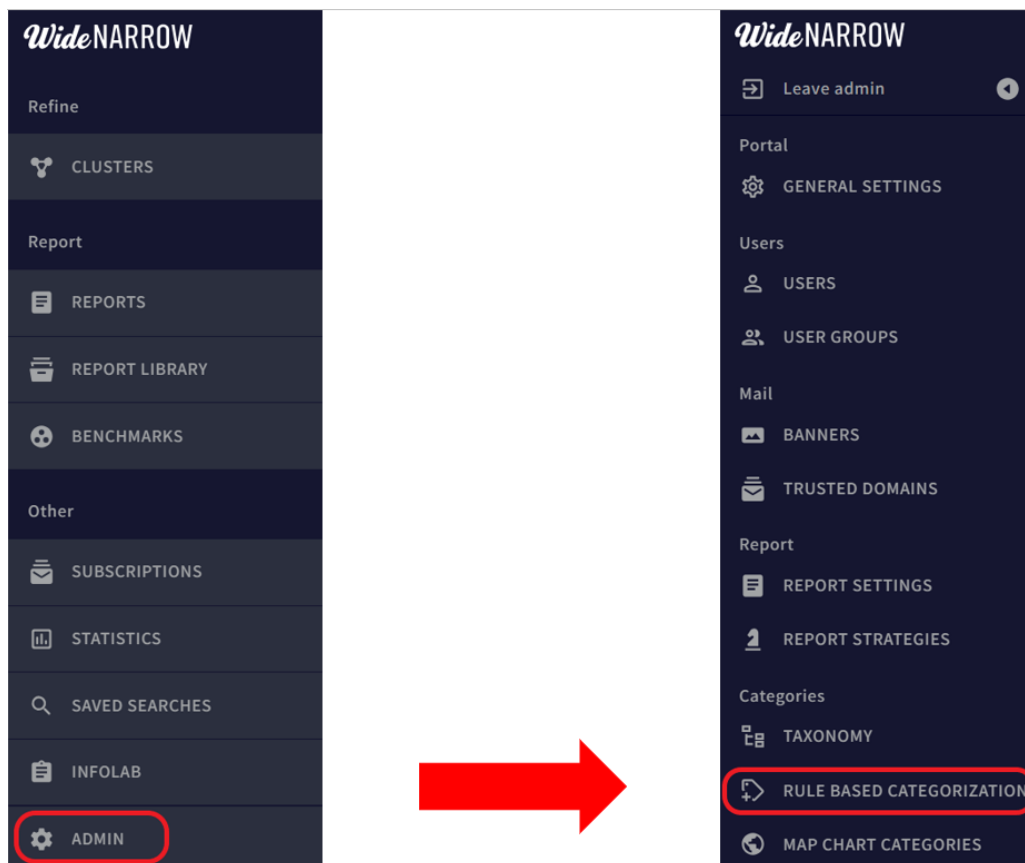 WideNARROW
Refine
CLUSTERS
Report
REPORTS
REPORT LIBRARY
BENCHMARKS
Other
SUBSCRIPTIONS
STATISTICS
SAVED SEARCHES
INFOLAB
ADMIN
WideNARROW
Leave admin
Portal
GENERAL SETTINGS
Users
USERS
USER GROUPS
Mail
BANNERS
TRUSTED DOMAINS
Report
REPORT SETTINGS
REPORT STRATEGIES
Categories
TAXONOMY
RULE BASED CATEGORIZATION
MAP CHART CATEGORIES